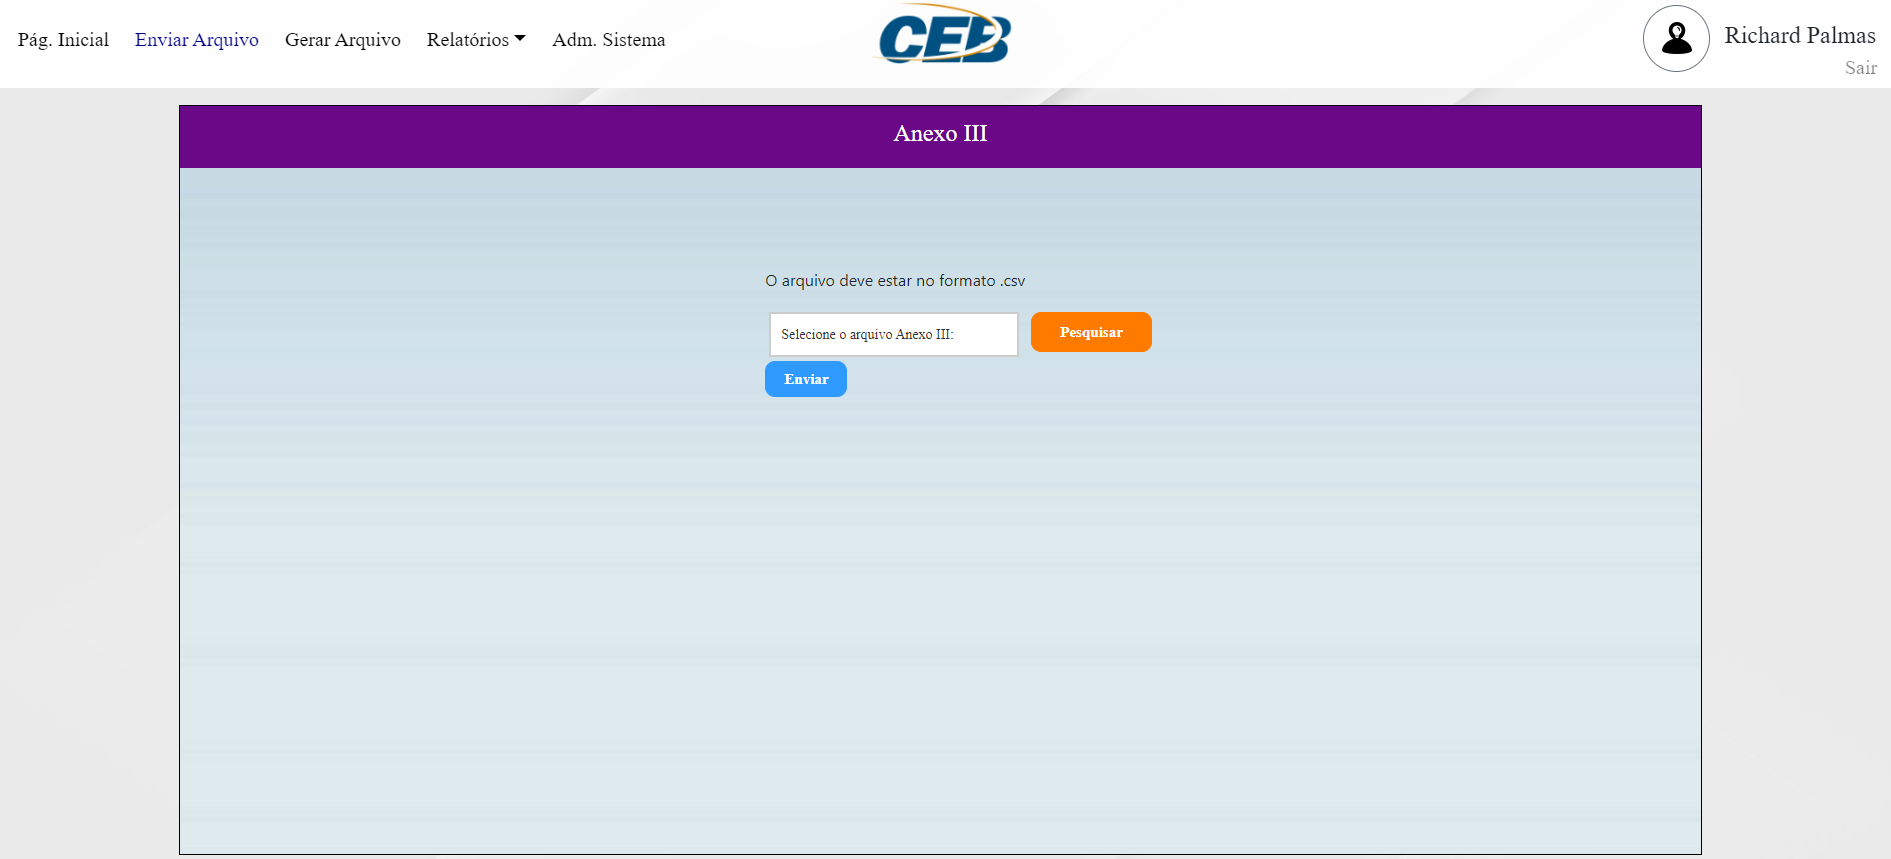 Pág. Inicial
Enviar Arquivo
Gerar Arquivo
Relatórios
Adm. Sistema
CEB
Richard Palmas
Sair
Anexo III
O arquivo deve estar no formato .csv
Selecione o arquivo Anexo III:
Pesquisar
Enviar